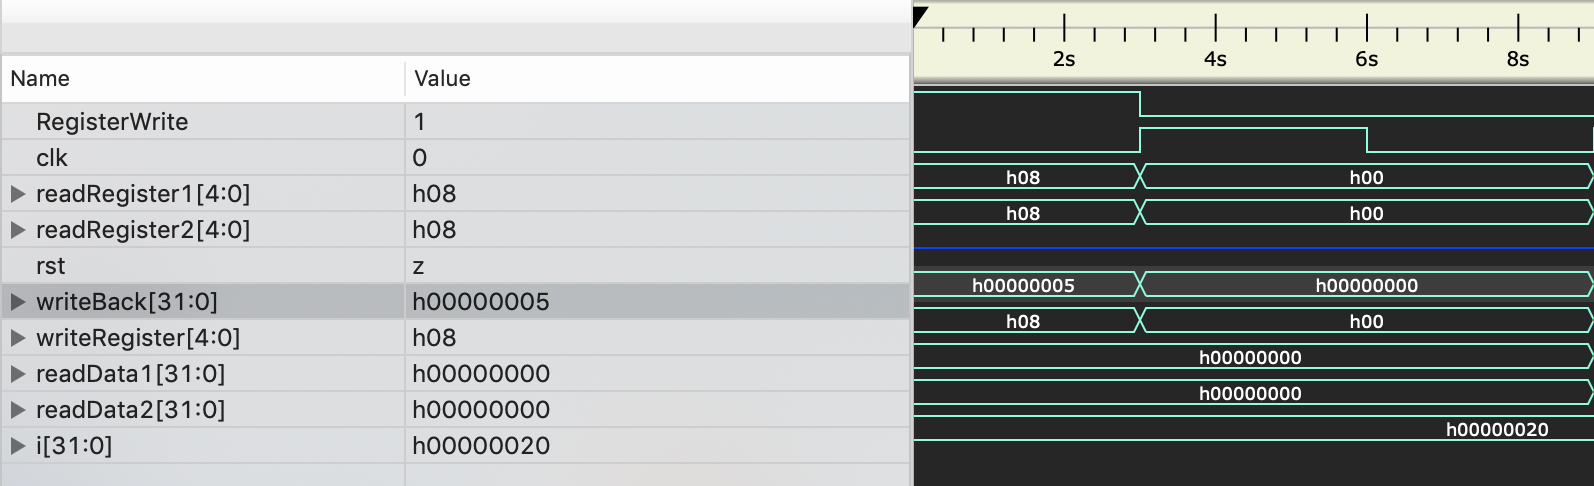 2s 4s 6s 8s
Name Value
RegisterWrite 1
clk 0
readRegister1[4:0] h08 h08 h00
readRegister2[4:0] h08 h08 h00
rst z
writeBack[31:0] h00000005 h00000005 h00000000
writeRegister[4:0] h08 h08 h00
readData1[31:0] h00000000 h00000000
readData2[31:0] h00000000 h00000000
i[31:0] h00000020 h00000020